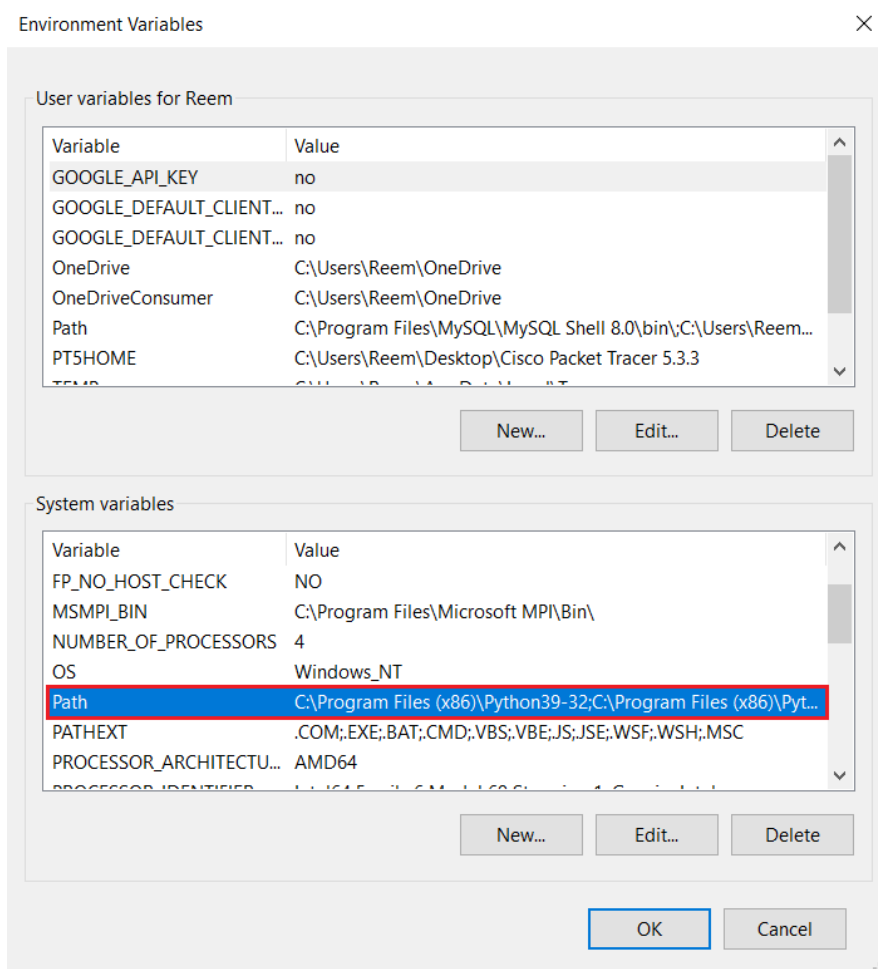 Environment Variables
User variables for Reem
Variable Value
GOOGLE_API_KEY no
GOOGLE_DEFAULT_CLIENT... no
GOOGLE_DEFAULT_CLIENT... no
OneDrive C:\Users\Reem\OneDrive
OneDriveConsumer C:\Users\Reem\OneDrive
Path C:\Program Files\MySQL\MySQL Shell 8.0\bin\;C:\Users\Reem...
PT5HOME C:\Users\Reem\Desktop\Cisco Packet Tracer 5.3.3
New... Edit... Delete
System variables
Variable Value
FP_NO_HOST_CHECK NO
MSMPI_BIN C:\Program Files\Microsoft MPI\Bin\
NUMBER_OF_PROCESSORS 4
OS Windows_NT
Path C:\Program Files (x86)\Python39-32;C:\Program Files (x86)\Pyt...
PATHEXT .COM;.EXE;.BAT;.CMD;.VBS;.VBE;.JS;.JSE;.WSF;.WSH;.MSC
PROCESSOR_ARCHITECTU... AMD64
New... Edit... Delete
OK Cancel